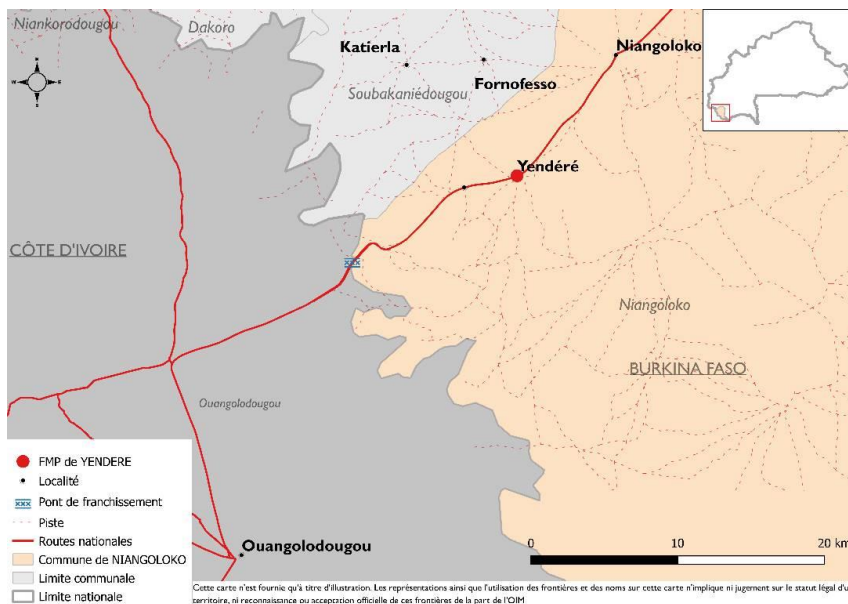 Niankorodougou
Dakoro
Katierla
Niangoloko
Fornofesso
Soubakaniédougou
Yendéré
CÔTE D'IVOIRE
Niangoloko
BURKINA FASO
Ouangolodougou
FMP de YENDERE
Localité
Pont de franchissement
Piste
Routes nationales
Commune de NIANGOLOKO
Limite communale
Limite nationale
Ouangolodougou
0 10 20 km
Cette carte n'est fournie qu'à titre d'illustration. Les représentations ainsi que l'utilisation des frontières et des noms sur cette carte n'implique ni jugement sur le statut légal d'u
territoire, ni reconnaissance ou acceptation officielle de ces frontières de la part de l'OIM